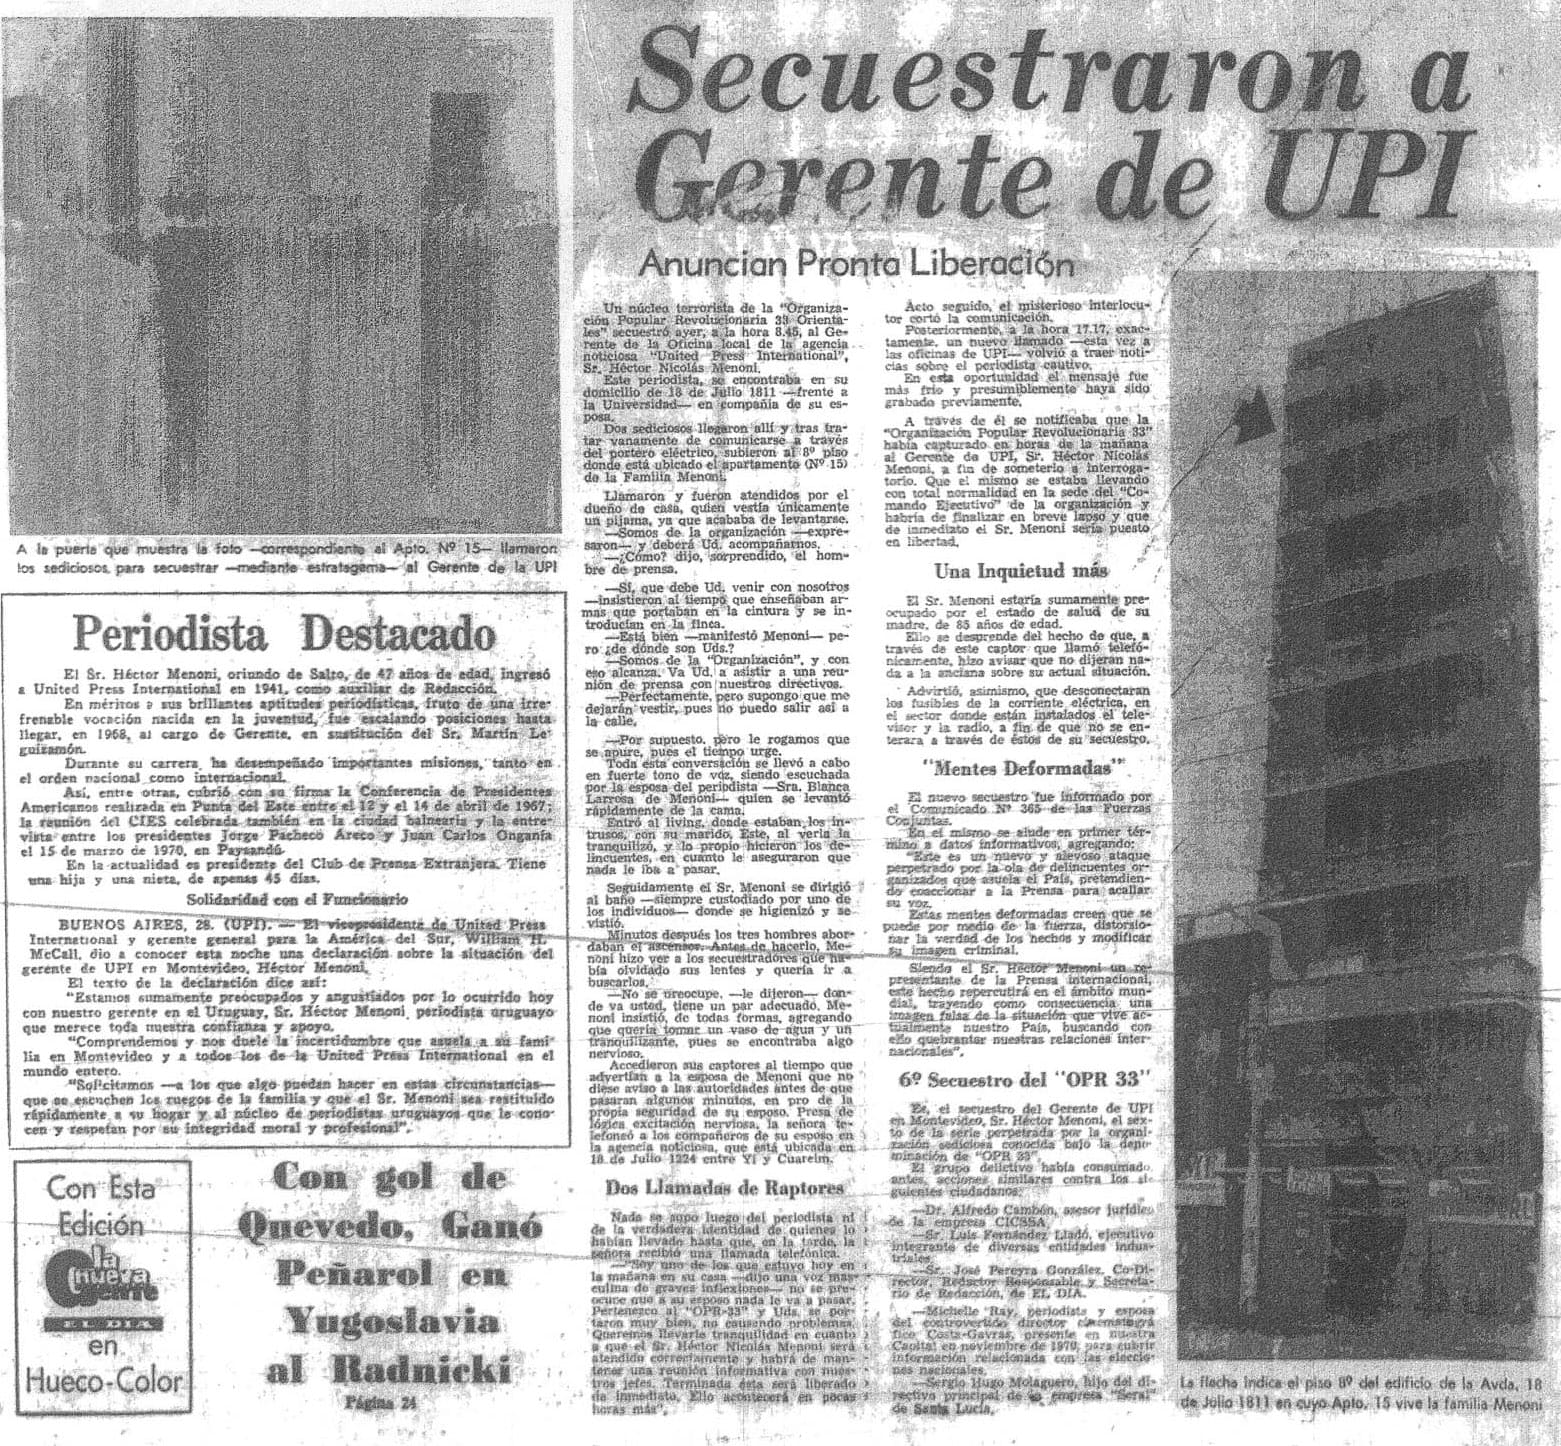 Secuestraron a
Gerente de UPI
Anuncian Pronta Liberación
A la puerta que muestra la foto —correspondiente al Apto. Nº 15— llamaron
los sediciosos, para secuestrar —mediante estratagema— al Gerente de la UPI
Periodista Destacado
El Sr. Héctor Menoni, oriundo de Salto, de 47 años de edad, ingresó
a United Press International en 1941, como auxiliar de Redacción.
En méritos a sus brillantes aptitudes periodísticas, fruto de una irre-
frenable vocación nacida en la juventud, fue escalando posiciones hasta
llegar, en 1968, al cargo de Gerente, en sustitución del Sr. Martín Le
guizamón.
Durante su carrera, ha desempeñado importantes misiones, tanto en
el orden nacional como internacional.
Así, entre otras, cubrió con su firma la Conferencia de Presidentes
Americanos realizada en Punta del Este entre el 12 y el 14 de abril de 1967;
la reunión del CIES celebrada también en la ciudad balnearia y la entre-
vista entre los presidentes Jorge Pacheco Areco y Juan Carlos Onganía
el 15 de marzo de 1970, en Paysandú.
En la actualidad es presidente del Club de Prensa Extranjera. Tiene
una hija y una nieta, de apenas 45 días.
Solidaridad con el Funcionario
BUENOS AIRES, 28. (UPI). — El vicepresidente de United Press
International y gerente general para la América del Sur, William H.
McCall, dio a conocer esta noche una declaración sobre la situación del
gerente de UPI en Montevideo, Héctor Menoni.
El texto de la declaración dice así:
"Estamos sumamente preocupados y angustiados por lo ocurrido hoy
con nuestro gerente en el Uruguay, Sr. Héctor Menoni, periodista uruguayo
que merece toda nuestra confianza y apoyo.
"Comprendemos y nos duele la incertidumbre que asuela a su fami
lia en Montevideo y a todos los de la United Press International en el
mundo entero.
"Solicitamos —a los que algo puedan hacer en estas circunstancias—
que se escuchen los ruegos de la familia y que el Sr. Menoni sea restituido
rápidamente a su hogar y al núcleo de periodistas uruguayos que le cono-
cen y respetan por su integridad moral y profesional".
Con Esta
Edición
la
nueva
gente
EL DIA
en
Hueco-Color
Con gol de
Quevedo, Ganó
Peñarol en
Yugoslavia
al Radnicki
Página 24
Un núcleo terrorista de la "Organiza-
ción Popular Revolucionaria 33 Orienta-
les" secuestró ayer, a la hora 8.45, al Ge-
rente de la Oficina local de la agencia
noticiosa "United Press International",
Sr. Héctor Nicolás Menoni.
Este periodista, se encontraba en su
domicilio de 18 de Julio 1811 —frente a
la Universidad— en compañía de su es-
posa.
Dos sediciosos llegaron allí y tras tra-
tar vanamente de comunicarse a través
del portero eléctrico, subieron al 8º piso
donde está ubicado el apartamento (Nº 15)
de la Familia Menoni.
Llamaron y fueron atendidos por el
dueño de casa, quien vestía únicamente
un pijama, ya que acababa de levantarse.
—Somos de la organización —expre-
saron— y deberá Ud. acompañarnos.
—¿Cómo? dijo, sorprendido, el hom-
bre de prensa.
—Sí, que debe Ud. venir con nosotros
—insistieron al tiempo que enseñaban ar-
mas que portaban en la cintura y se in-
troducían en la finca.
—Está bien —manifestó Menoni— pe-
ro ¿de dónde son Uds.?
—Somos de la "Organización", y con
eso alcanza. Va Ud. a asistir a una reu-
nión de prensa con nuestros directivos.
—Perfectamente, pero supongo que me
dejarán vestir, pues no puedo salir así a
la calle.
—Por supuesto, pero le rogamos que
se apure, pues el tiempo urge.
Toda esta conversación se llevó a cabo
en fuerte tono de voz, siendo escuchada
por la esposa del periodista —Sra. Blanca
Larrosa de Menoni— quien se levantó
rápidamente de la cama.
Entró al living, donde estaban los in-
trusos, con su marido. Este, al verla la
tranquilizó, y lo propio hicieron los de-
lincuentes, en cuanto le aseguraron que
nada le iba a pasar.
Seguidamente el Sr. Menoni se dirigió
al baño —siempre custodiado por uno de
los individuos— donde se higienizó y se
vistió.
Minutos después los tres hombres abor-
daban el ascensor. Antes de hacerlo, Me-
noni hizo ver a los secuestradores que ha-
bía olvidado sus lentes y quería ir a
buscarlos.
—No se preocupe, —le dijeron— don-
de va usted, tiene un par adecuado. Me-
noni insistió, de todas formas, agregando
que quería tomar un vaso de agua y un
tranquilizante, pues se encontraba algo
nervioso.
Accedieron sus captores al tiempo que
advertían a la esposa de Menoni que no
diese aviso a las autoridades antes de que
pasaran algunos minutos, en pro de la
propia seguridad de su esposo. Presa de
lógica excitación nerviosa, la señora te-
lefoneó a los compañeros de su esposo en
la agencia noticiosa, que está ubicada en
18 de Julio 1224 entre Yí y Cuareim.
Dos Llamadas de Raptores
Nada se supo luego del periodista ni
de la verdadera identidad de quienes lo
habían llevado hasta que, en la tarde, la
señora recibió una llamada telefónica.
—"Soy uno de los que estuvo hoy en
la mañana en su casa —dijo una voz mas-
culina de graves inflexiones— no se pre-
ocupe que a su esposo nada le va a pasar.
Pertenezco al "OPR-33" y Uds. se por-
taron muy bien, no causando problemas.
Queremos llevarle tranquilidad en cuanto
a que el Sr. Héctor Nicolás Menoni será
atendido correctamente y habrá de man-
tener una reunión informativa con nues-
tros jefes. Terminada ésta será liberado
de inmediato. Ello acontecerá en pocas
horas más".
Acto seguido, el misterioso interlocu-
tor cortó la comunicación.
Posteriormente, a la hora 17.17, exac-
tamente, un nuevo llamado —esta vez a
las oficinas de UPI— volvió a traer noti-
cias sobre el periodista cautivo.
En esta oportunidad el mensaje fue
más frío y presumiblemente haya sido
grabado previamente.
A través de él se notificaba que la
"Organización Popular Revolucionaria 33"
había capturado en horas de la mañana
al Gerente de UPI, Sr. Héctor Nicolás
Menoni, a fin de someterlo a interroga-
torio. Que el mismo se estaba llevando
con total normalidad en la sede del "Co-
mando Ejecutivo" de la organización y
habría de finalizar en breve lapso y que
de inmediato el Sr. Menoni sería puesto
en libertad.
Una Inquietud más
El Sr. Menoni estaría sumamente pre-
ocupado por el estado de salud de su
madre, de 85 años de edad.
Ello se desprende del hecho de que, a
través de este captor que llamó telefó-
nicamente, hizo avisar que no dijeran na-
da a la anciana sobre su actual situación.
Advirtió, asimismo, que desconectaran
los fusibles de la corriente eléctrica, en
el sector donde están instalados el tele-
visor y la radio, a fin de que no se en-
terara a través de éstos de su secuestro.
"Mentes Deformadas"
El nuevo secuestro fue informado por
el Comunicado Nº 365 de las Fuerzas
Conjuntas.
En el mismo se alude en primer tér-
mino a datos informativos, agregando:
"Este es un nuevo y alevoso ataque
perpetrado por la ola de delincuentes or-
ganizados que asuela el País, pretendien-
do coaccionar a la Prensa para acallar
su voz.
Estas mentes deformadas creen que se
puede por medio de la fuerza, distorsio-
nar la verdad de los hechos y modificar
su imagen criminal.
Siendo el Sr. Héctor Menoni un re-
presentante de la Prensa internacional,
este hecho repercutirá en el ámbito mun-
dial, trayendo como consecuencia una
imagen falsa de la situación que vive ac-
tualmente nuestro País, buscando con
ello quebrantar nuestras relaciones inter-
nacionales".
6º Secuestro del "OPR 33"
Es, el secuestro del Gerente de UPI
en Montevideo, Sr. Héctor Menoni, el sex-
to de la serie perpetrada por la organi-
zación sediciosa conocida bajo la deno-
minación de "OPR 33".
El grupo delictivo había consumado,
antes, acciones similares contra los si-
guientes ciudadanos:
—Dr. Alfredo Cambón, asesor jurídico
de la empresa CICSSA.
—Sr. Luis Fernández Lladó, ejecutivo
integrante de diversas entidades indus-
triales.
—Sr. José Pereyra González, Co-Di-
rector, Redactor Responsable y Secreta-
rio de Redacción, de EL DIA.
—Michelle Ray, periodista y esposa
del controvertido director cinematográ
fico Costa-Gavras, presente en nuestra
Capital en noviembre de 1970, para cubrir
información relacionada con las eleccio-
nes nacionales.
—Sergio Hugo Molaguero, hijo del di-
rectivo principal de la empresa "Seral"
de Santa Lucía.
La flecha indica el piso 8º del edificio de la Avda. 18
de Julio 1811 en cuyo Apto. 15 vive la familia Menoni